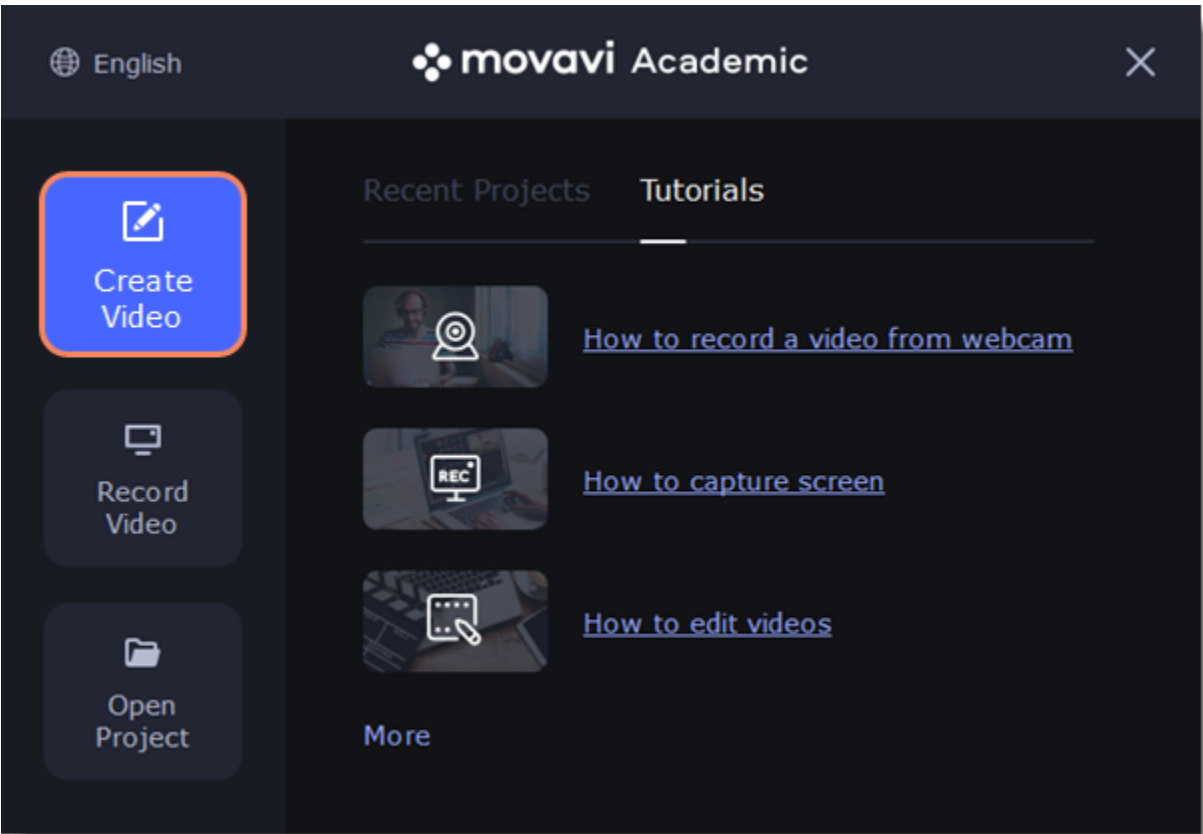 English
movavi Academic
Recent Projects
Tutorials
Create
Video
How to record a video from webcam
REC
How to capture screen
Record
Video
How to edit videos
Open
Project
More